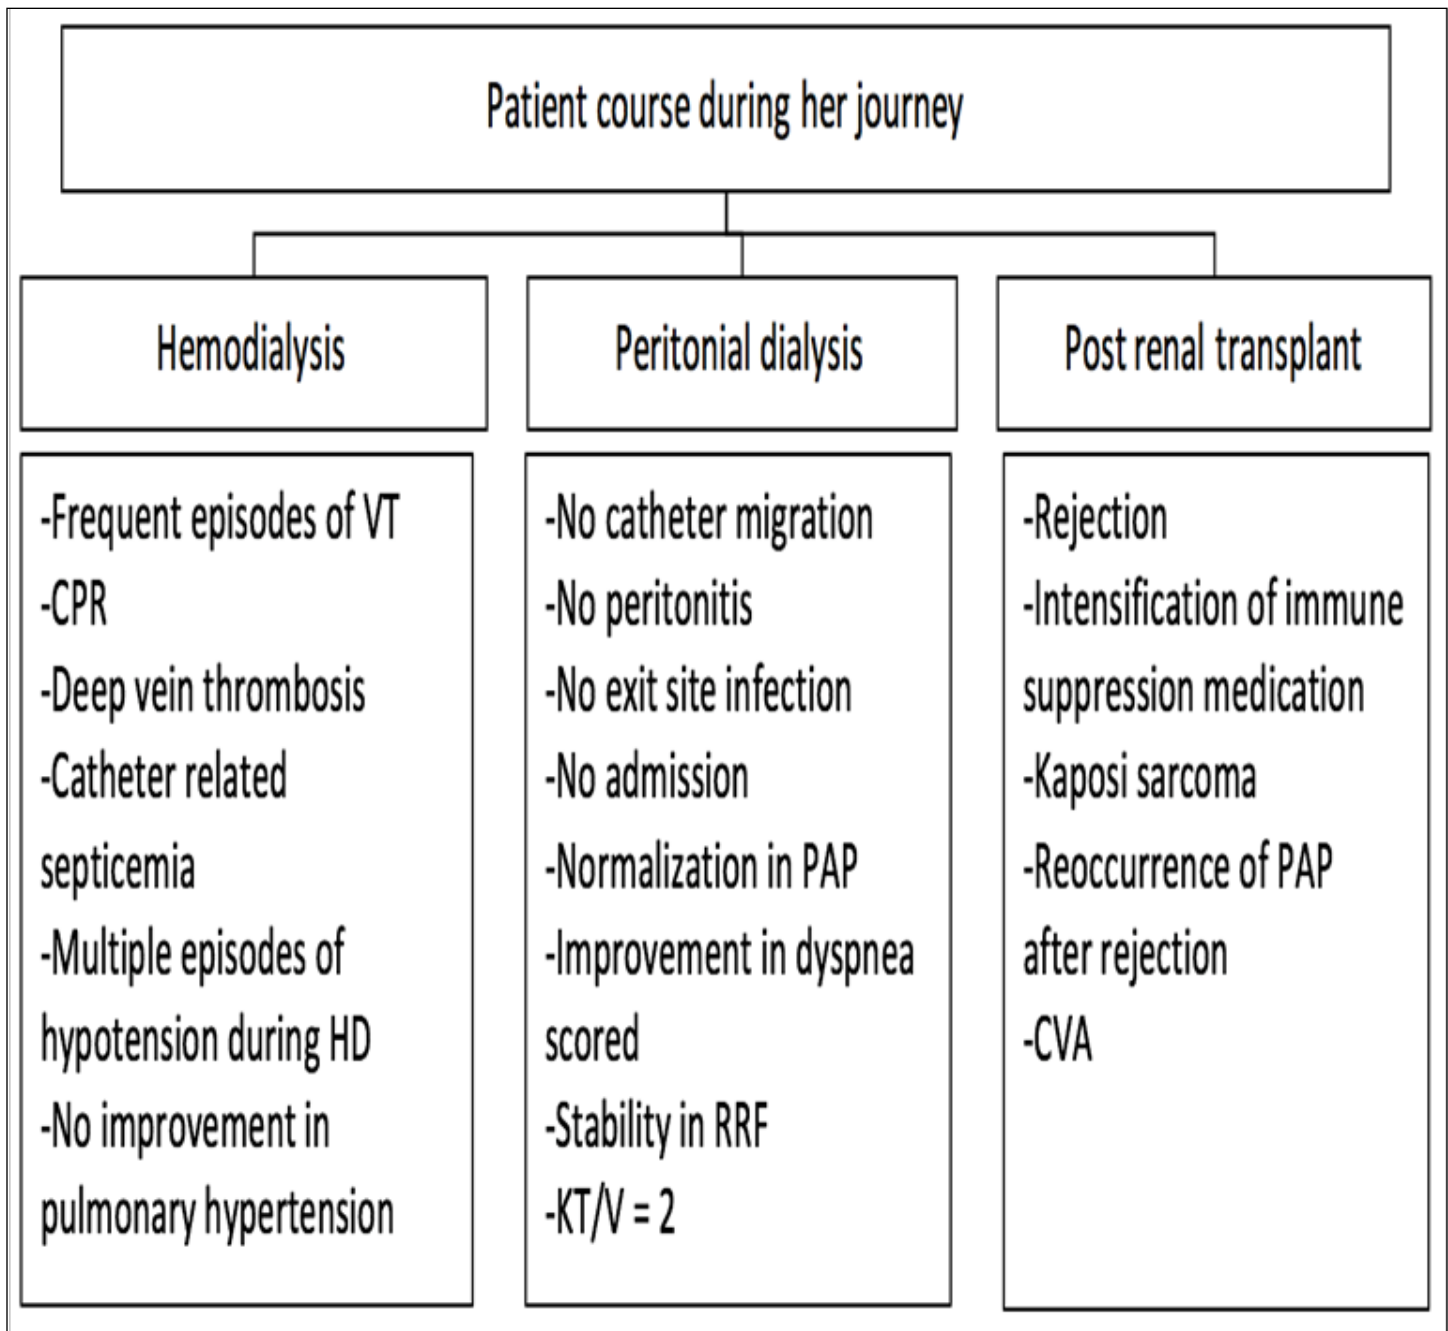 Patient course during her journey
Hemodialysis
Peritonial dialysis
Post renal transplant
-Frequent episodes of VT
-CPR
-Deep vein thrombosis
-Catheter related
septicemia
-Multiple episodes of
hypotension during HD
-No improvement in
pulmonary hypertension
-No catheter migration
-No peritonitis
-No exit site infection
-No admission
-Normalization in PAP
-Improvement in dyspnea
scored
-Stability in RRF
-KT/V = 2
-Rejection
-Intensification of immune
suppression medication
-Kaposi sarcoma
-Reoccurrence of PAP
after rejection
-CVA